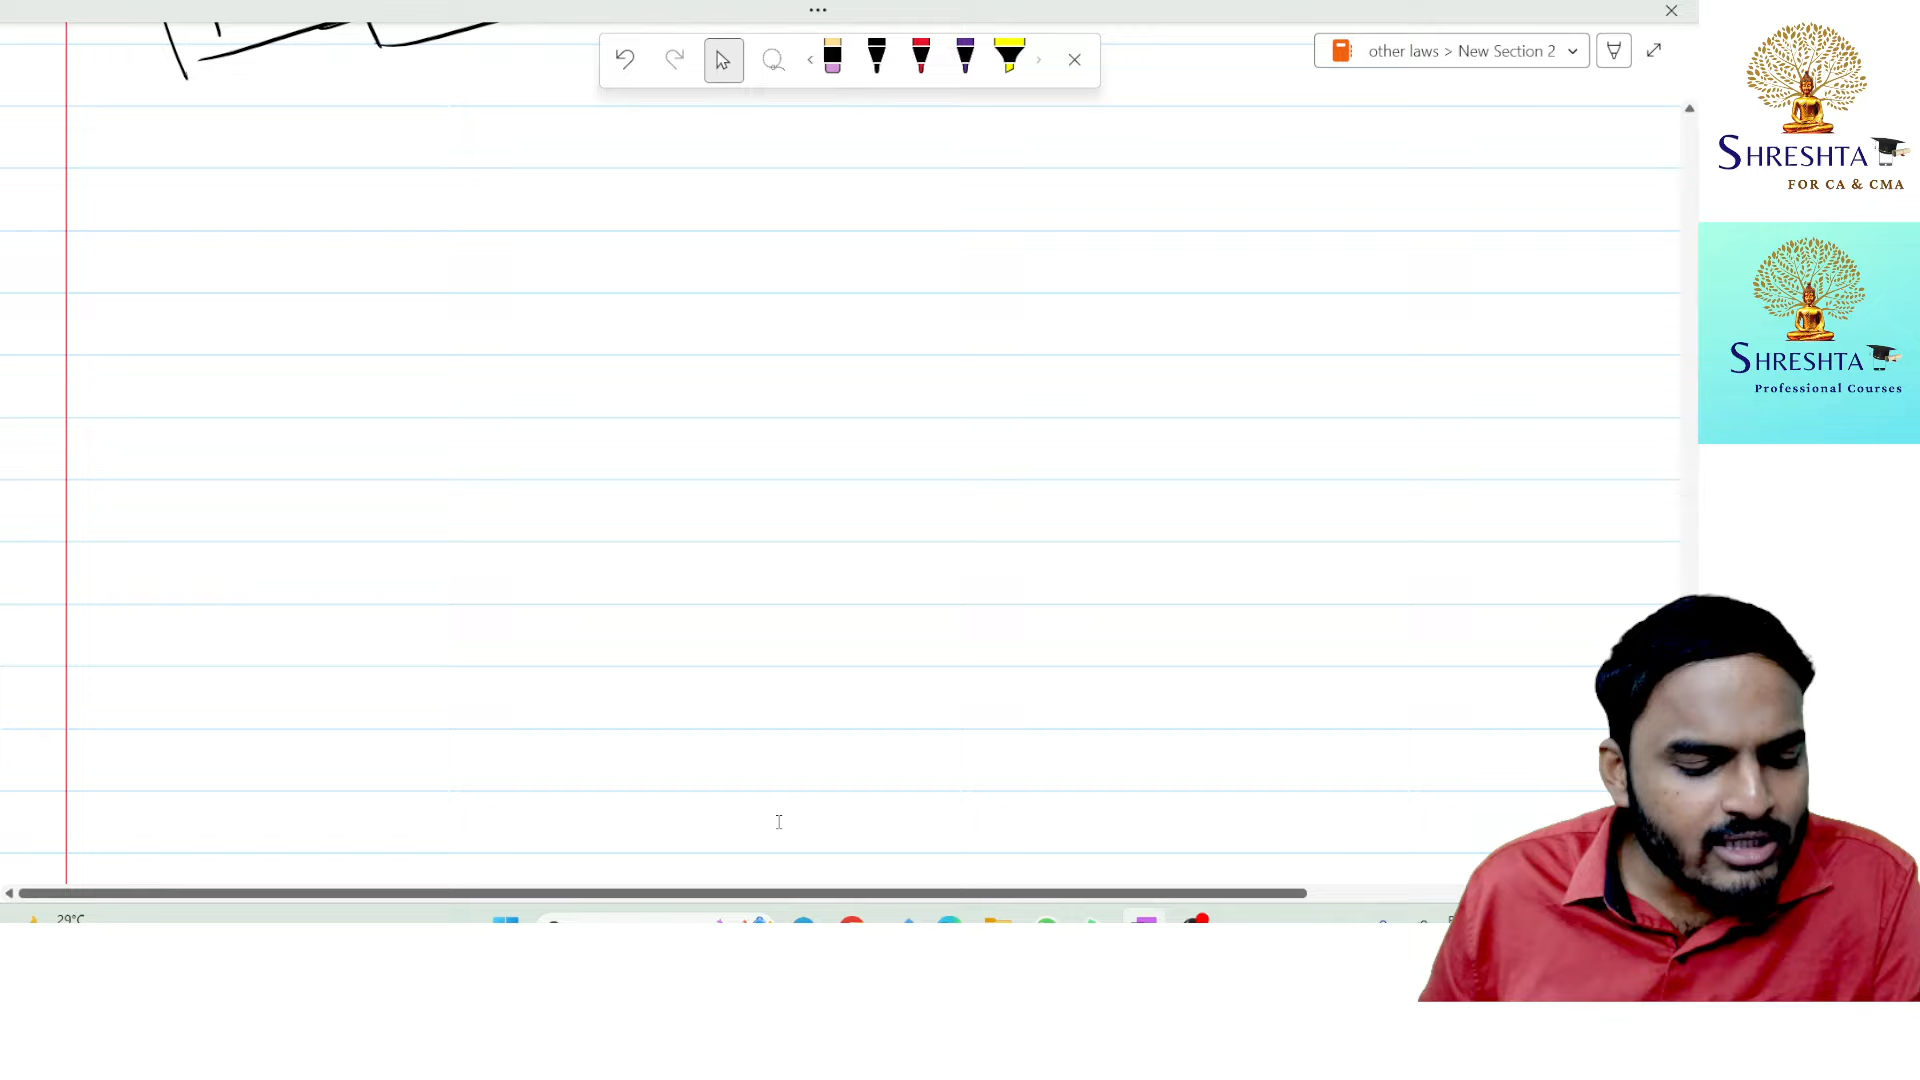 other laws > New Section 2
SHRESHTA
FOR CA & CMA
SHRESHTA
Professional Courses
29°C